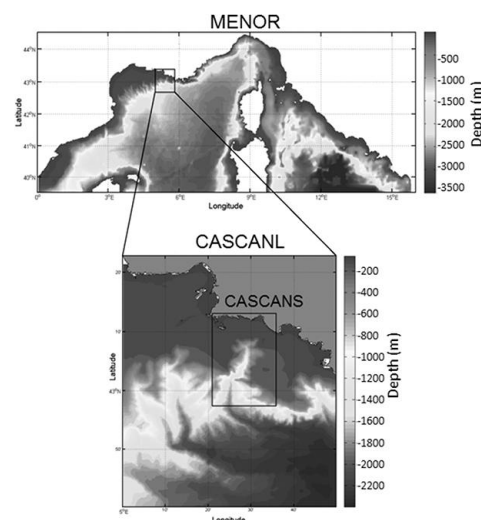 MENOR
44°N
43°N
42°N
41°N
40°N
Latitude
0°
3°E
6°E
9°E
12°E
15°E
Longitude
-500
-1000
-1500
-2000
-2500
-3000
-3500
Depth (m)
CASCANL
CASCANS
20'
10'
43°N
50'
Latitude
5°E
10'
20'
30'
40'
Longitude
-200
-400
-600
-800
-1000
-1200
-1400
-1600
-1800
-2000
-2200
Depth (m)